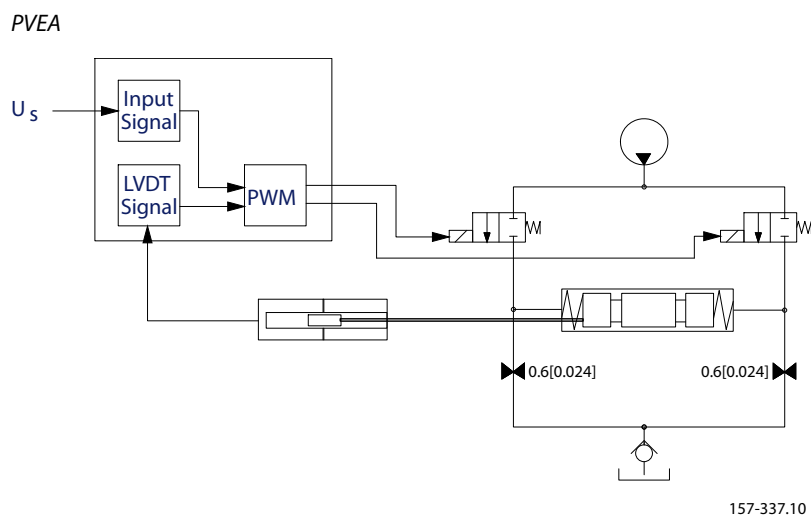 PVEA
U s
Input
Signal
LVDT
Signal
PWM
0.6[0.024]
0.6[0.024]
157-337.10